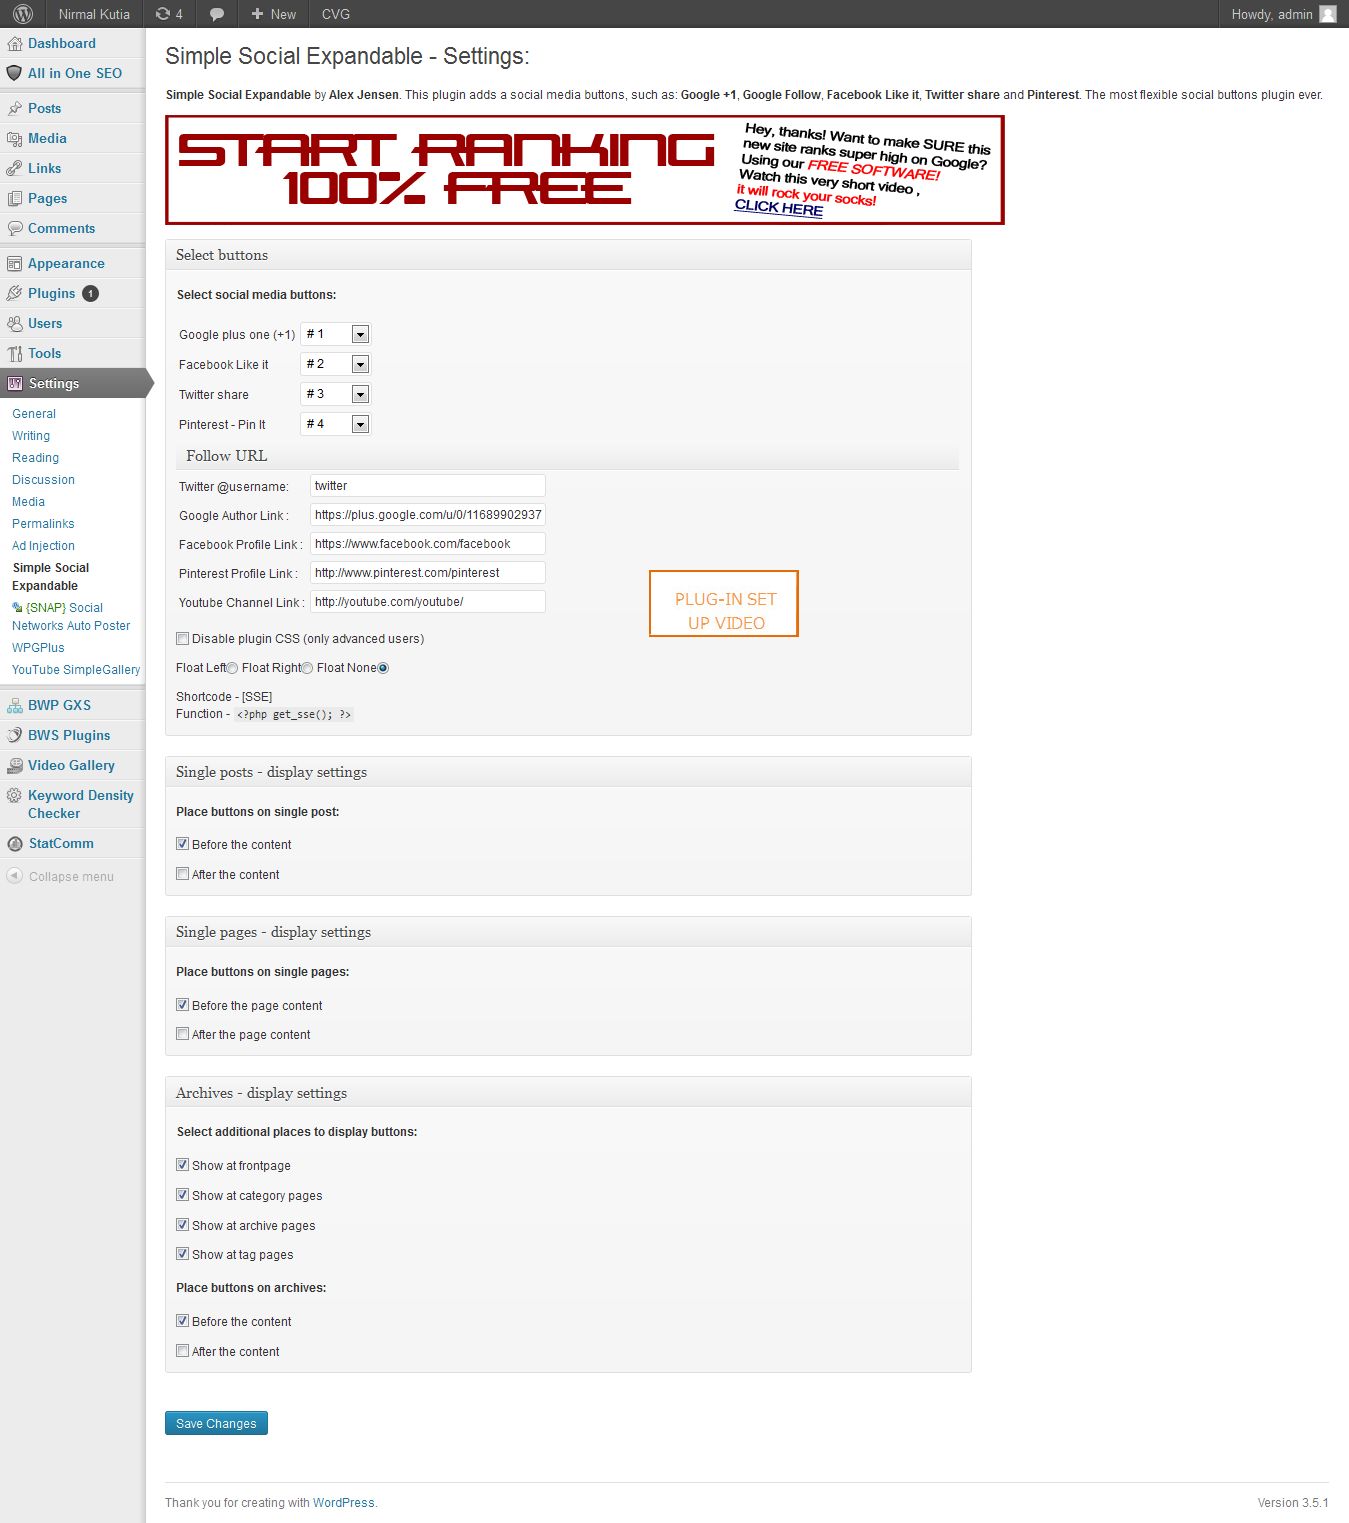 Nirmal Kutia 4 New CVG Howdy, admin
Dashboard
All in One SEO
Posts
Media
Links
Pages
Comments
Appearance
Plugins 1
Users
Tools
Settings
General
Writing
Reading
Discussion
Media
Permalinks
Ad Injection
Simple Social
Expandable
{SNAP} Social
Networks Auto Poster
WPGPlus
YouTube SimpleGallery
BWP GXS
BWS Plugins
Video Gallery
Keyword Density
Checker
StatComm
Collapse menu
Simple Social Expandable - Settings:
Simple Social Expandable by Alex Jensen. This plugin adds a social media buttons, such as: Google +1, Google Follow, Facebook Like it, Twitter share and Pinterest. The most flexible social buttons plugin ever.
START RANKING
100% FREE
Hey, thanks! Want to make SURE this
new site ranks super high on Google?
Using our FREE SOFTWARE!
Watch this very short video ,
it will rock your socks!
CLICK HERE
Select buttons
Select social media buttons:
Google plus one (+1) # 1
Facebook Like it # 2
Twitter share # 3
Pinterest - Pin It # 4
Follow URL
Twitter @username: twitter
Google Author Link : https://plus.google.com/u/0/11689902937
Facebook Profile Link : https://www.facebook.com/facebook
Pinterest Profile Link : http://www.pinterest.com/pinterest
Youtube Channel Link : http://youtube.com/youtube/
PLUG-IN SET
UP VIDEO
Disable plugin CSS (only advanced users)
Float Left Float Right Float None
Shortcode - [SSE]
Function - <?php get_sse(); ?>
Single posts - display settings
Place buttons on single post:
Before the content
After the content
Single pages - display settings
Place buttons on single pages:
Before the page content
After the page content
Archives - display settings
Select additional places to display buttons:
Show at frontpage
Show at category pages
Show at archive pages
Show at tag pages
Place buttons on archives:
Before the content
After the content
Save Changes
Thank you for creating with WordPress. Version 3.5.1